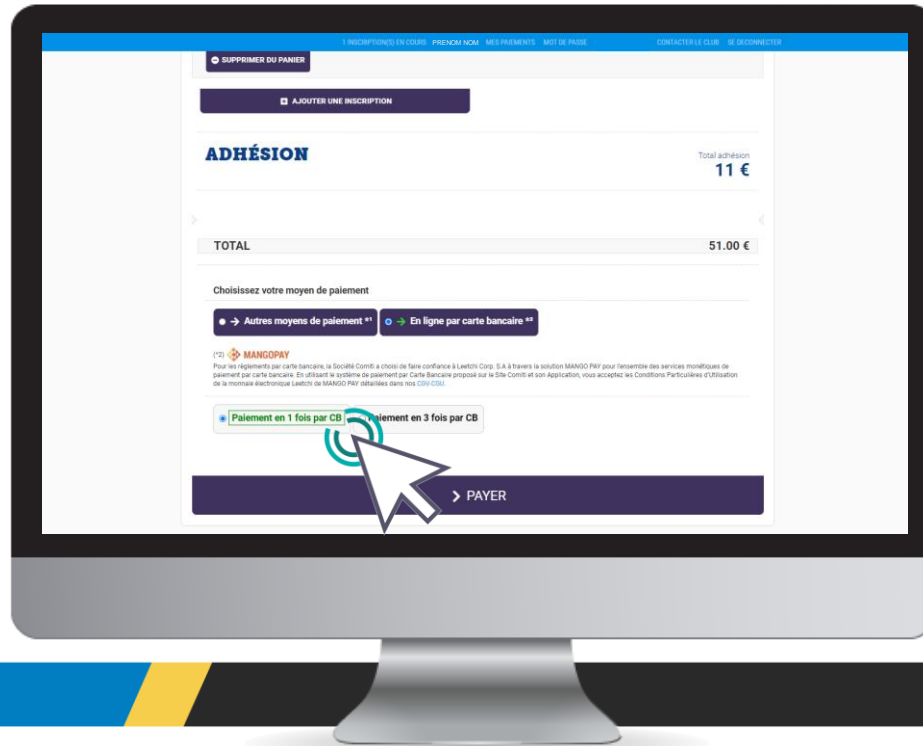 1 INSCRIPTION(S) EN COURS PRENOM NOM MES PAIEMENTS MOT DE PASSE CONTACTER LE CLUB SE DECONNECTER
SUPPRIMER DU PANIER
AJOUTER UNE INSCRIPTION
ADHÉSION
Total adhésion
11 €
TOTAL 51.00 €
Choisissez votre moyen de paiement
Autres moyens de paiement *¹ En ligne par carte bancaire *²
(*2) MANGOPAY
Pour les règlements par carte bancaire, la Société Comiti a choisi de faire confiance à Leetchi Corp. S.A à travers la solution MANGO PAY pour l'ensemble des services monétiques de
paiement par carte bancaire. En utilisant le système de paiement par Carte Bancaire proposé sur le Site Comiti et son Application, vous acceptez les Conditions Particulières d'Utilisation
de la monnaie électronique Leetchi de MANGO PAY détaillées dans nos CGV-CGU.
Paiement en 1 fois par CB Paiement en 3 fois par CB
PAYER